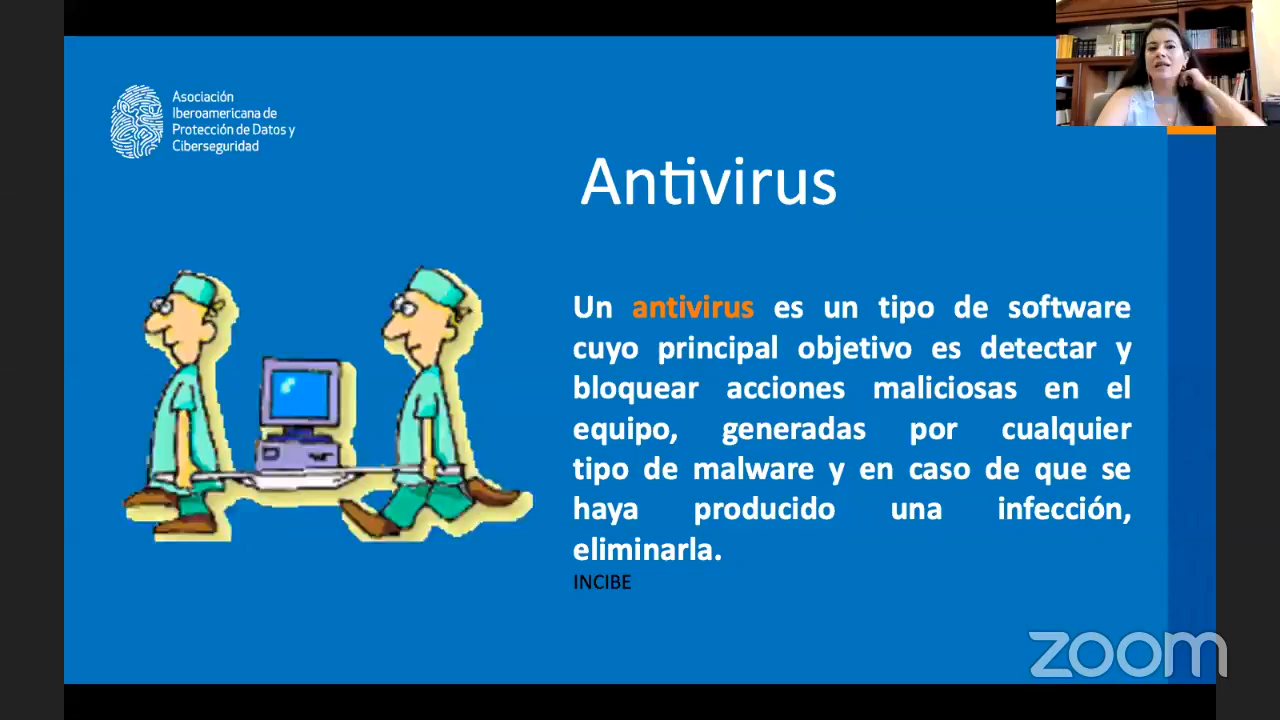 Asociación
Iberoamericana de
Protección de Datos y
Ciberseguridad
Antivirus
Un antivirus es un tipo de software
cuyo principal objetivo es detectar y
bloquear acciones maliciosas en el
equipo, generadas por cualquier
tipo de malware y en caso de que se
haya producido una infección,
eliminarla.
INCIBE
zoom